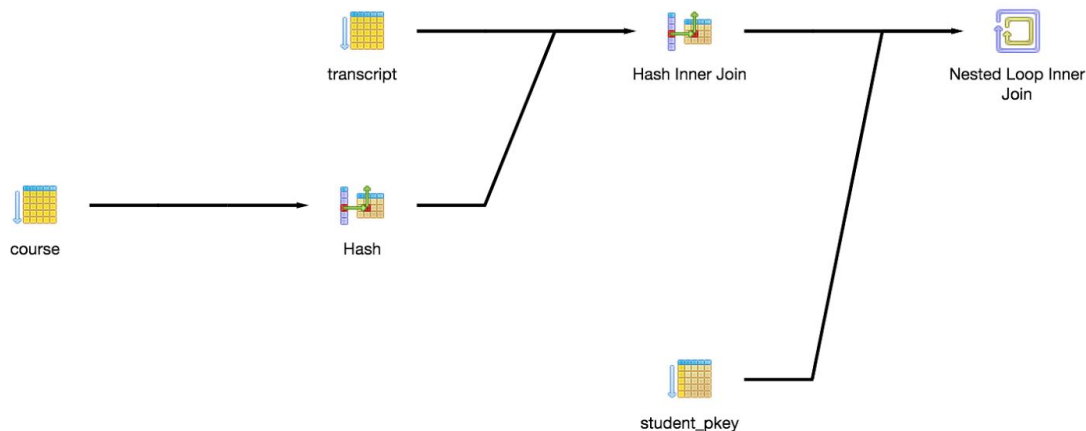 transcript
Hash Inner Join
Nested Loop Inner
Join
course
Hash
student_pkey